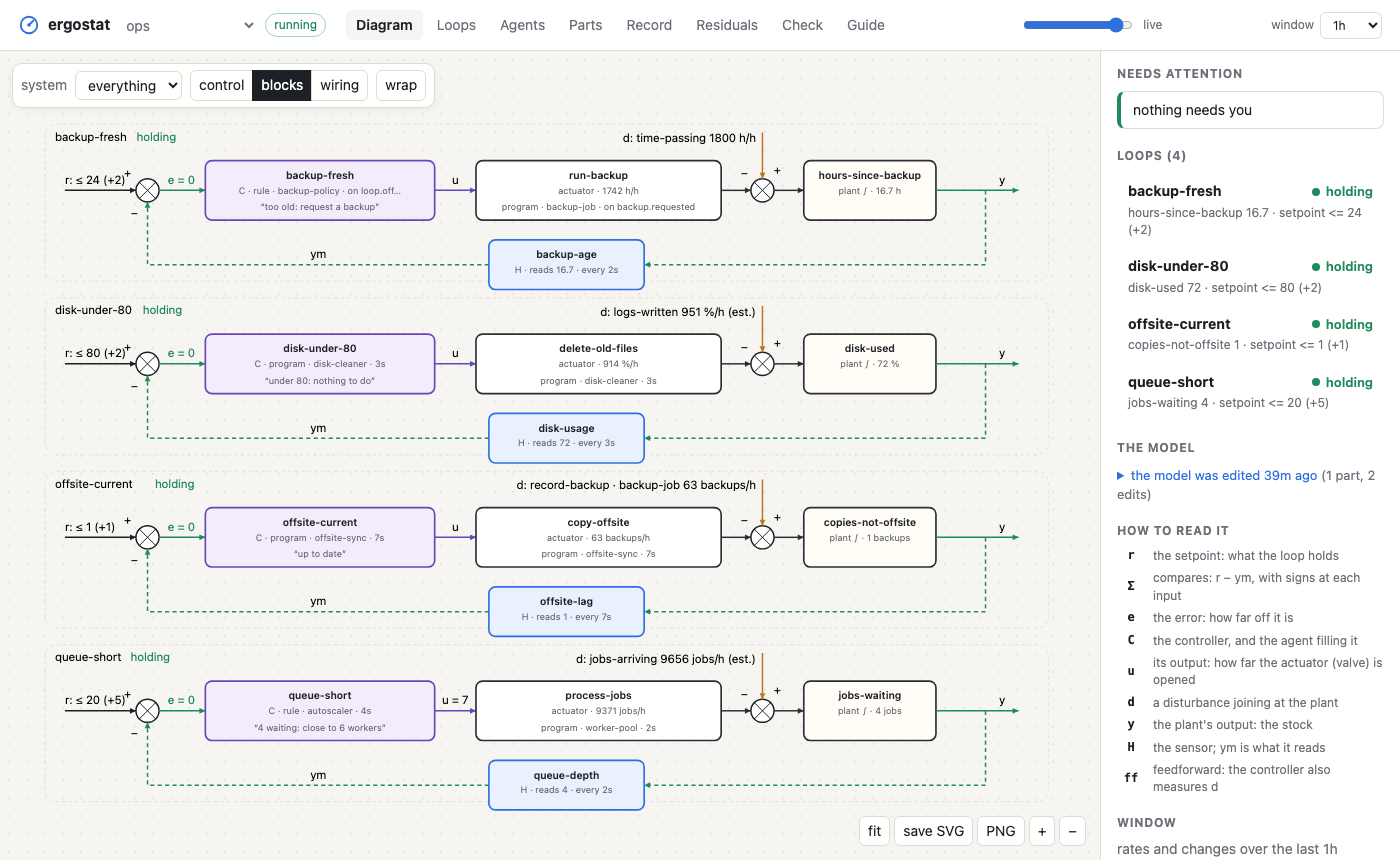 ergostat ops running Diagram Loops Agents Parts Record Residuals Check Guide live window 1h
system everything control blocks wiring wrap
backup-fresh holding
d: time-passing 1800 h/h
r: ≤ 24 (+2) + e = 0
−
backup-fresh
C · rule · backup-policy · on loop.off…
“too old: request a backup”
u
run-backup
actuator · 1742 h/h
program · backup-job · on backup.requested
− +
hours-since-backup
plant ∫ · 16.7 h
y
ym
backup-age
H · reads 16.7 · every 2s
disk-under-80 holding
d: logs-written 951 %/h (est.)
r: ≤ 80 (+2) + e = 0
−
disk-under-80
C · program · disk-cleaner · 3s
“under 80: nothing to do”
u
delete-old-files
actuator · 914 %/h
program · disk-cleaner · 3s
− +
disk-used
plant ∫ · 72 %
y
ym
disk-usage
H · reads 72 · every 3s
offsite-current holding
d: record-backup · backup-job 63 backups/h
r: ≤ 1 (+1) + e = 0
−
offsite-current
C · program · offsite-sync · 7s
“up to date”
u
copy-offsite
actuator · 63 backups/h
program · offsite-sync · 7s
− +
copies-not-offsite
plant ∫ · 1 backups
y
ym
offsite-lag
H · reads 1 · every 7s
queue-short holding
d: jobs-arriving 9656 jobs/h (est.)
r: ≤ 20 (+5) + e = 0
−
queue-short
C · rule · autoscaler · 4s
“4 waiting: close to 6 workers”
u = 7
process-jobs
actuator · 9371 jobs/h
program · worker-pool · 2s
− +
jobs-waiting
plant ∫ · 4 jobs
y
ym
queue-depth
H · reads 4 · every 2s
fit save SVG PNG + −
NEEDS ATTENTION
nothing needs you
LOOPS (4)
backup-fresh holding
hours-since-backup 16.7 · setpoint <= 24
(+2)
disk-under-80 holding
disk-used 72 · setpoint <= 80 (+2)
offsite-current holding
copies-not-offsite 1 · setpoint <= 1 (+1)
queue-short holding
jobs-waiting 4 · setpoint <= 20 (+5)
THE MODEL
the model was edited 39m ago (1 part, 2
edits)
HOW TO READ IT
r the setpoint: what the loop holds
Σ compares: r − ym, with signs at each
input
e the error: how far off it is
C the controller, and the agent filling it
u its output: how far the actuator (valve) is
opened
d a disturbance joining at the plant
y the plant's output: the stock
H the sensor; ym is what it reads
ff feedforward: the controller also
measures d
WINDOW
rates and changes over the last 1h